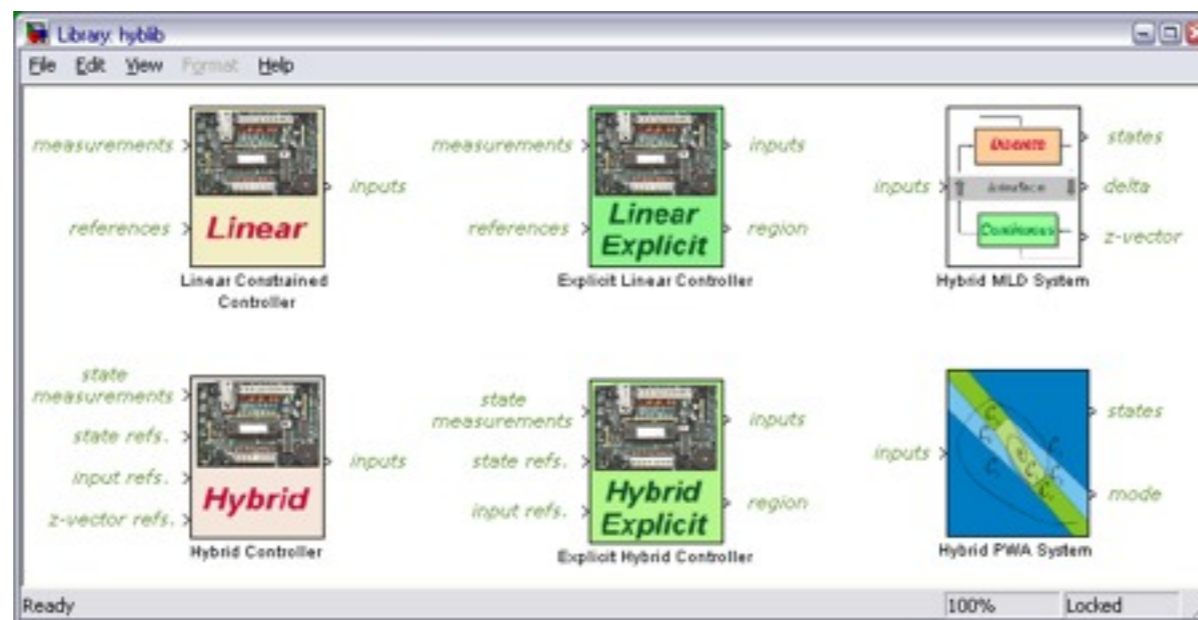 Library: hyblib
File Edit View Format Help
measurements
references
Linear
inputs
Linear Constrained
Controller
measurements
references
Linear
Explicit
inputs
region
Explicit Linear Controller
inputs
Discrete
Continuous
states
delta
z-vector
Hybrid MLD System
state
measurements
state refs.
input refs.
z-vector refs.
Hybrid
inputs
Hybrid Controller
state
measurements
state refs.
input refs.
Hybrid
Explicit
inputs
region
Explicit Hybrid Controller
inputs
states
mode
Hybrid PWA System
Ready 100% Locked